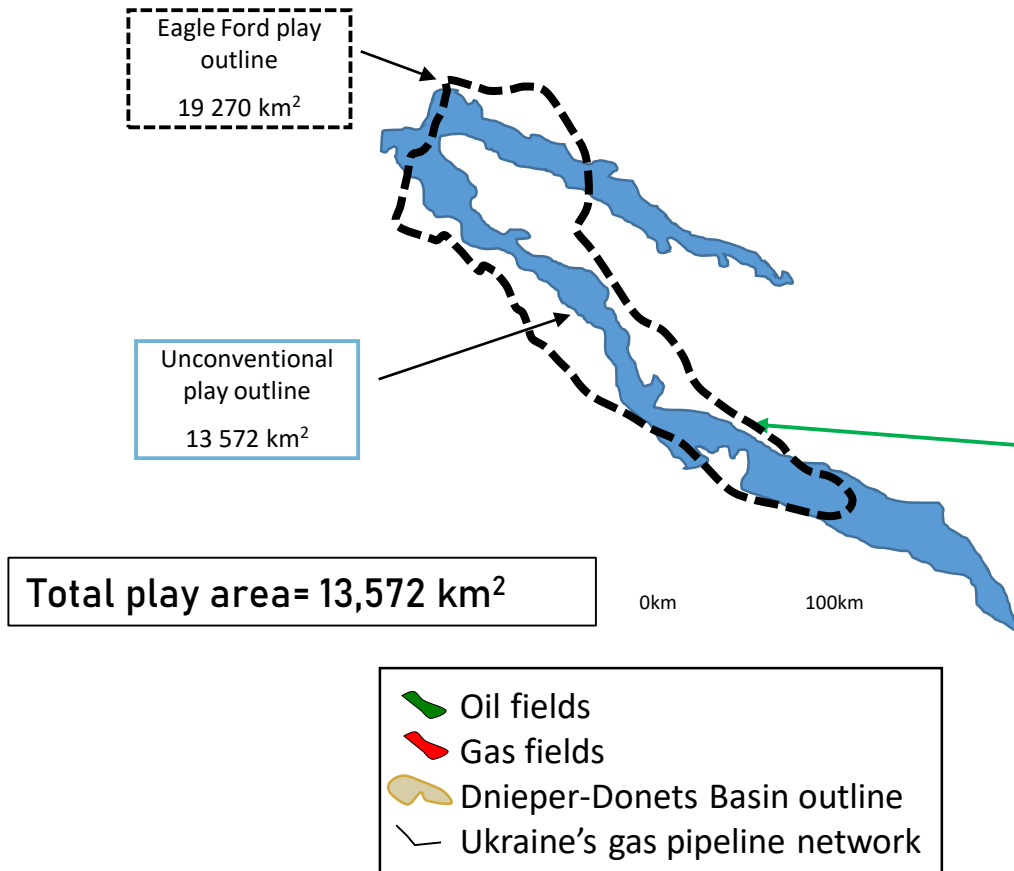 Eagle Ford play
outline
19 270 km²
Unconventional
play outline
13 572 km²
Total play area= 13,572 km²
0km
100km
Oil fields
Gas fields
Dnieper-Donets Basin outline
Ukraine's gas pipeline network